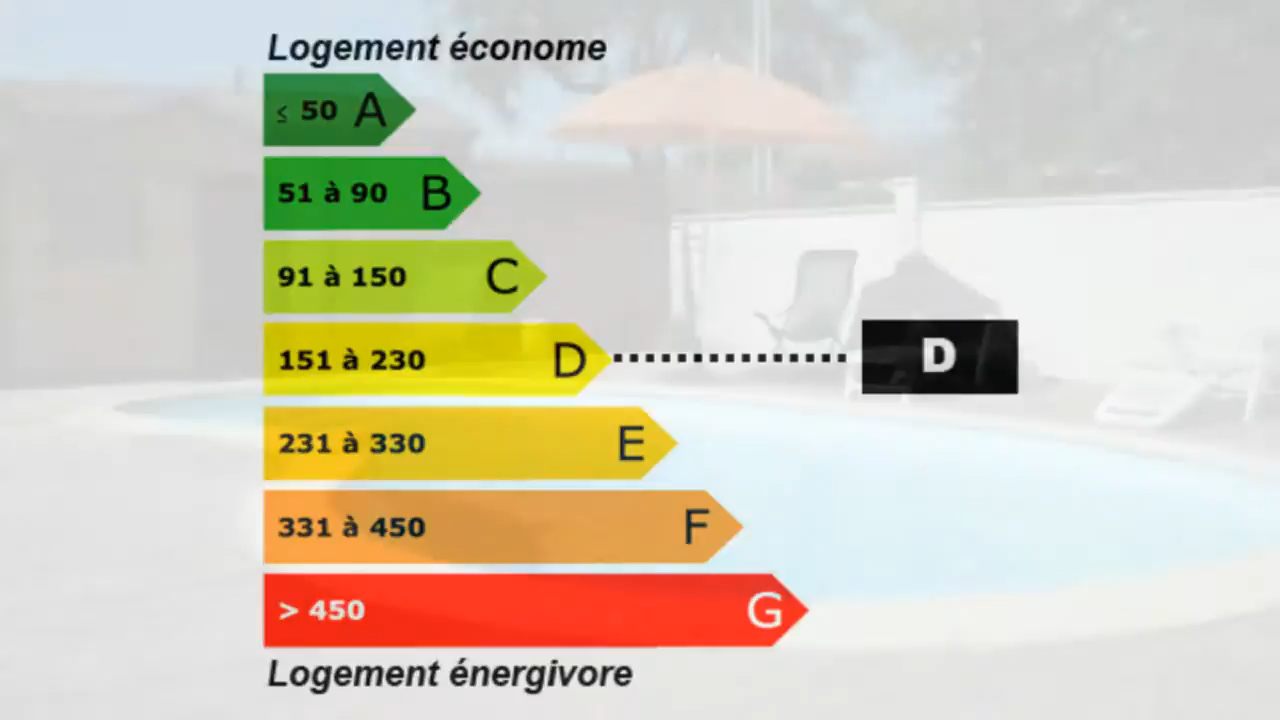 Logement économe
≤ 50 A
51 à 90 B
91 à 150 C
151 à 230 D
D
231 à 330 E
331 à 450 F
> 450 G
Logement énergivore